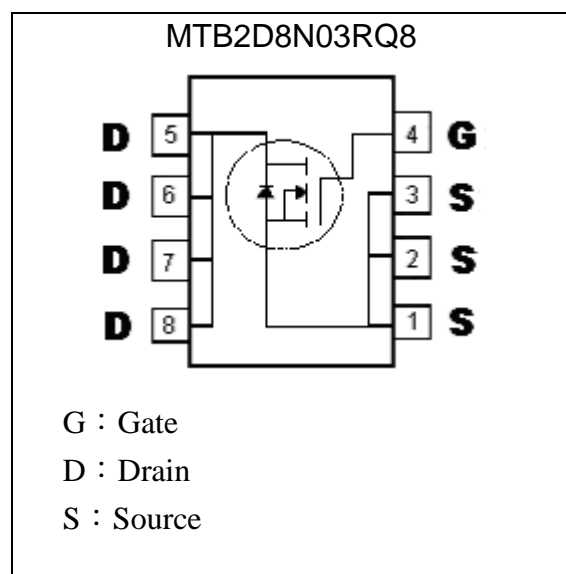 MTB2D8N03RQ8
D 5 4 G
D 6 3 S
D 7 2 S
D 8 1 S
G：Gate
D：Drain
S：Source